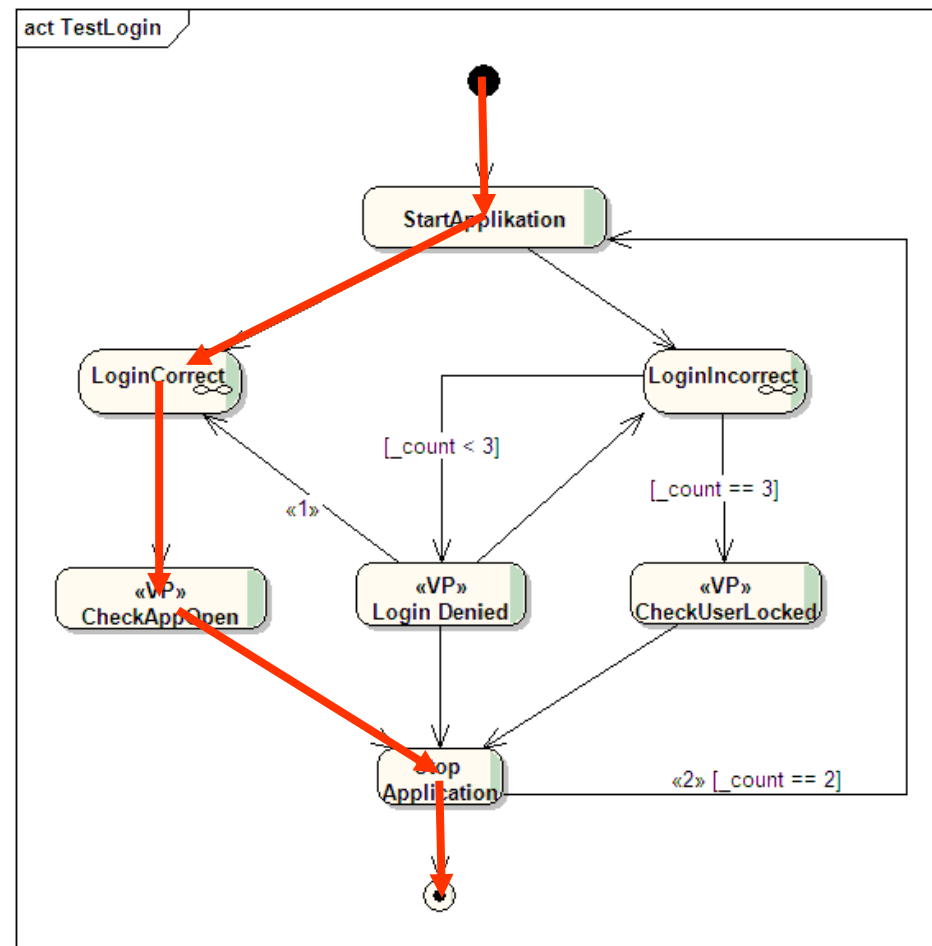 act TestLogin
StartApplikation
LoginCorrect
LoginIncorrect
[_count < 3]
[_count == 3]
«1»
«VP»
CheckAppOpen
«VP»
Login Denied
«VP»
CheckUserLocked
Stop
Application
«2» [_count == 2]